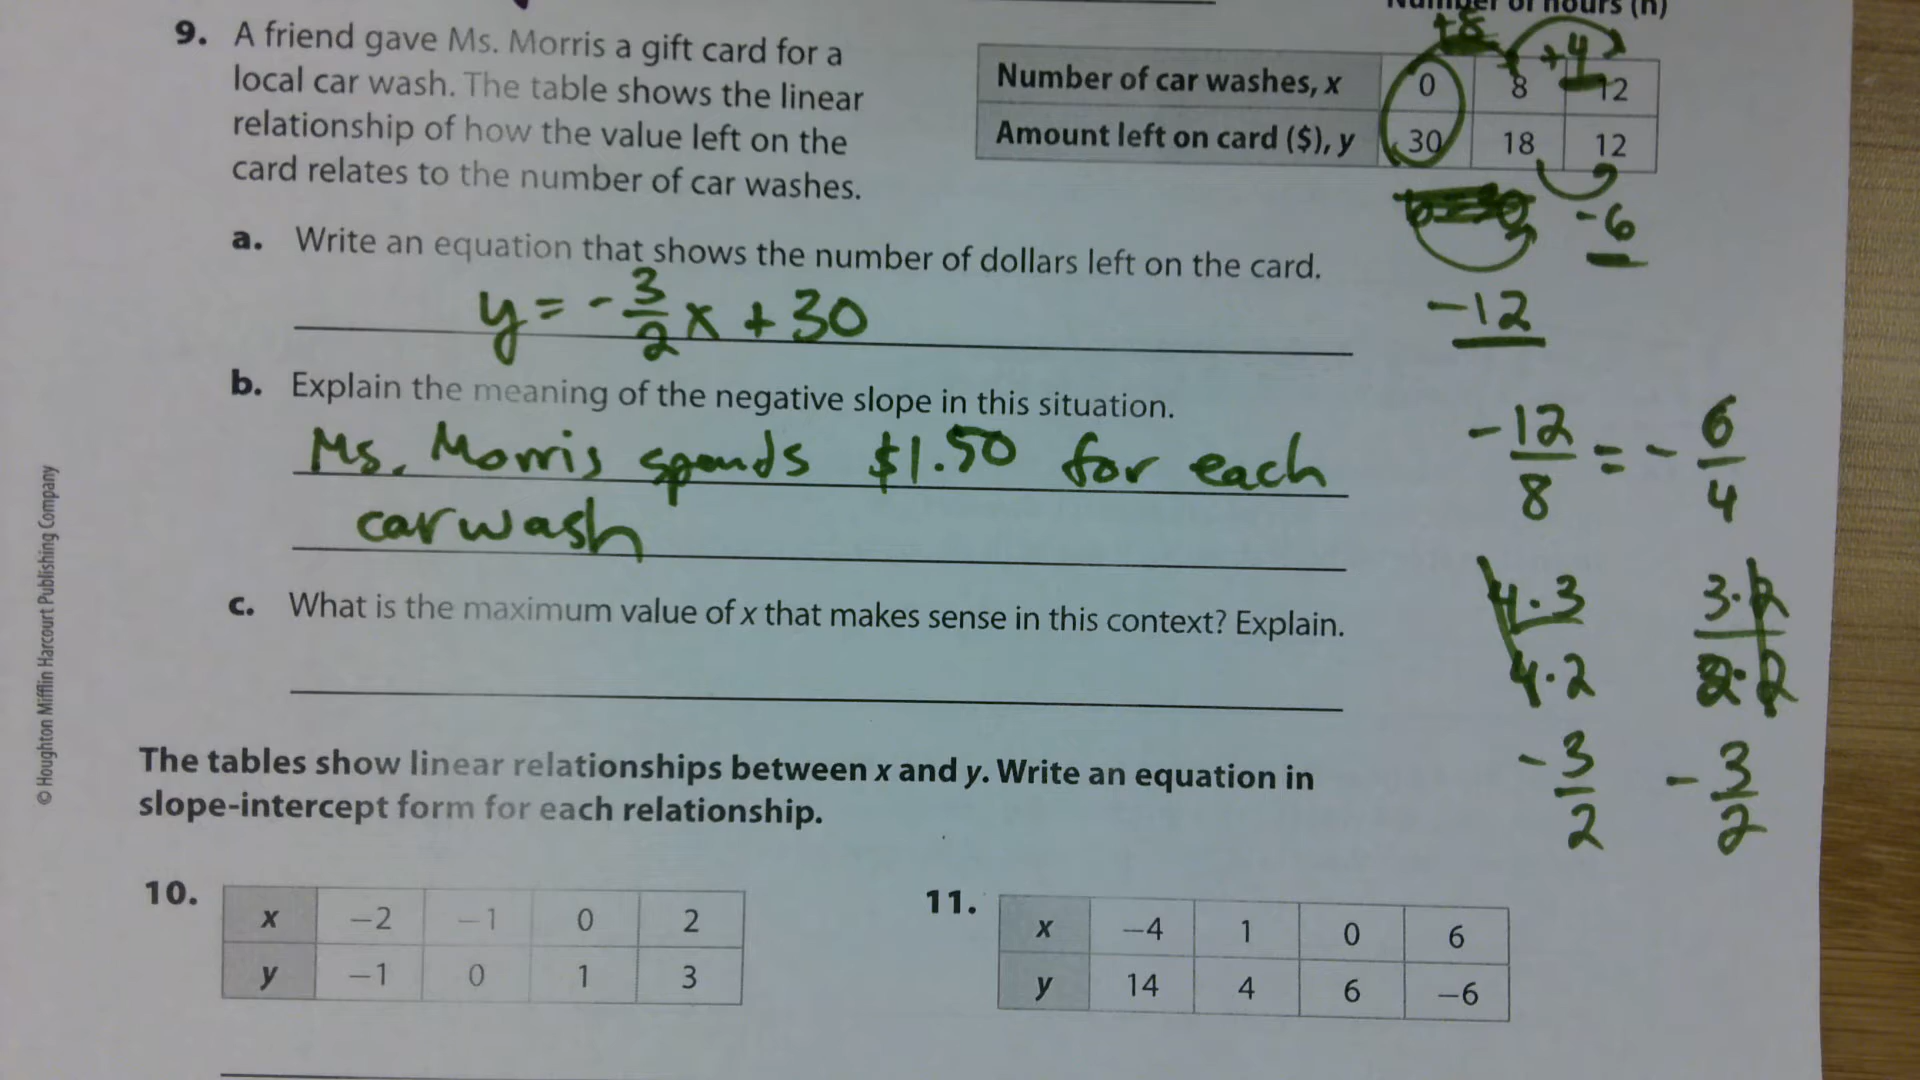 Number of hours (h)
9. A friend gave Ms. Morris a gift card for a
local car wash. The table shows the linear
relationship of how the value left on the
card relates to the number of car washes.
+8 +4
Number of car washes, x 0 8 12
Amount left on card ($), y 30 18 12
-6
-12
a. Write an equation that shows the number of dollars left on the card.
y = - 3/2 x + 30
b. Explain the meaning of the negative slope in this situation.
Ms. Morris spends $1.50 for each
car wash
-12/8 = -6/4
4·3 3·2
4·2 2·2
-3/2 -3/2
c. What is the maximum value of x that makes sense in this context? Explain.
The tables show linear relationships between x and y. Write an equation in
slope-intercept form for each relationship.
10.
x −2 −1 0 2
y −1 0 1 3
11.
x −4 1 0 6
y 14 4 6 −6
© Houghton Mifflin Harcourt Publishing Company